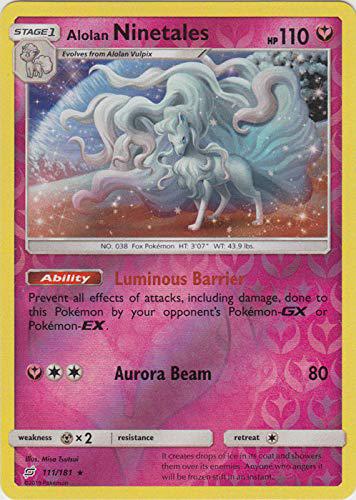 STAGE 1
Alolan Ninetales
HP 110
Evolves from Alolan Vulpix
NO. 038 Fox Pokémon HT: 3'07" WT: 43.9 lbs.
Ability Luminous Barrier
Prevent all effects of attacks, including damage, done to
this Pokémon by your opponent's Pokémon-GX or
Pokémon-EX.
Aurora Beam 80
weakness ×2 resistance retreat
Illus. Misa Tsutsui
111/181 ★
©2019 Pokémon
It creates drops of ice in its coat and showers
them over its enemies. Anyone who angers it
will be frozen stiff in an instant.